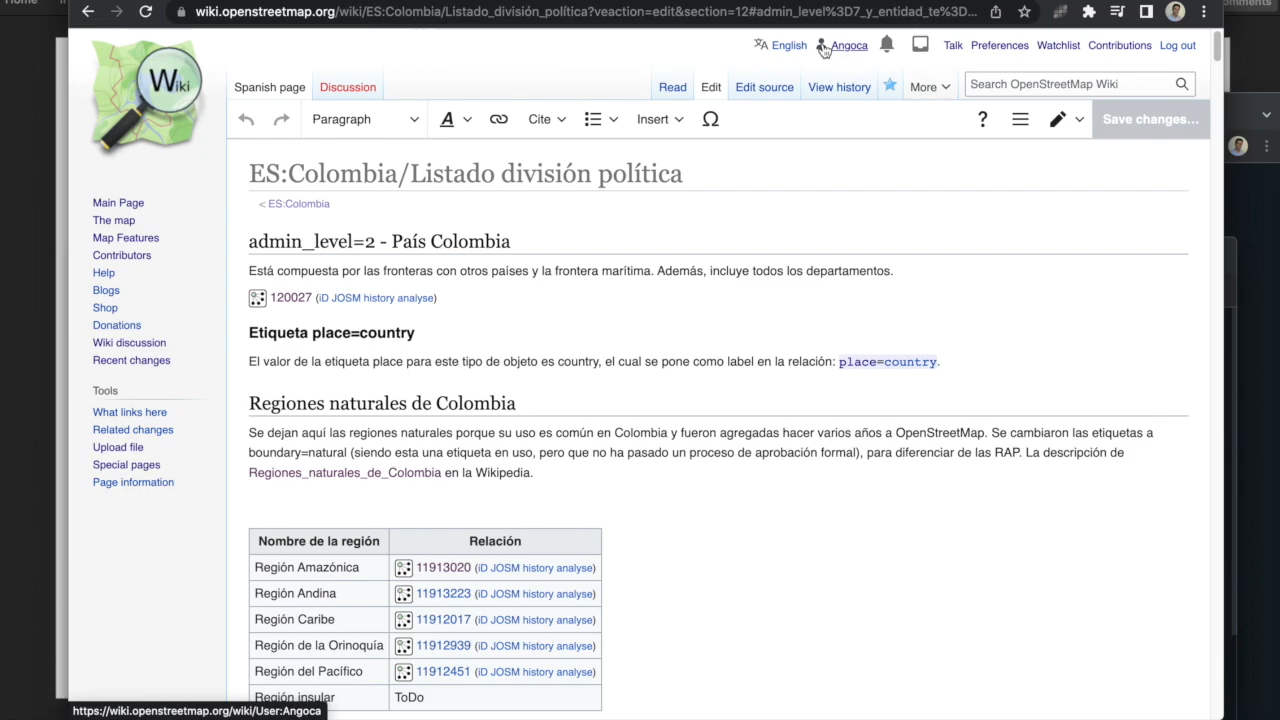 wiki.openstreetmap.org/wiki/ES:Colombia/Listado_división_política?veaction=edit&section=12#admin_level%3D7_y_entidad_te%3D...
Wiki
English Angoca Talk Preferences Watchlist Contributions Log out
Spanish page Discussion Read Edit Edit source View history More Search OpenStreetMap Wiki
Paragraph A Cite Insert Ω ? Save changes...
ES:Colombia/Listado división política
< ES:Colombia
Main Page
The map
Map Features
Contributors
Help
Blogs
Shop
Donations
Wiki discussion
Recent changes
Tools
What links here
Related changes
Upload file
Special pages
Page information
admin_level=2 - País Colombia
Está compuesta por las fronteras con otros países y la frontera marítima. Además, incluye todos los departamentos.
120027 (iD JOSM history analyse)
Etiqueta place=country
El valor de la etiqueta place para este tipo de objeto es country, el cual se pone como label en la relación: place=country.
Regiones naturales de Colombia
Se dejan aquí las regiones naturales porque su uso es común en Colombia y fueron agregadas hacer varios años a OpenStreetMap. Se cambiaron las etiquetas a
boundary=natural (siendo esta una etiqueta en uso, pero que no ha pasado un proceso de aprobación formal), para diferenciar de las RAP. La descripción de
Regiones_naturales_de_Colombia en la Wikipedia.
Nombre de la región Relación
Región Amazónica 11913020 (iD JOSM history analyse)
Región Andina 11913223 (iD JOSM history analyse)
Región Caribe 11912017 (iD JOSM history analyse)
Región de la Orinoquía 11912939 (iD JOSM history analyse)
Región del Pacífico 11912451 (iD JOSM history analyse)
Región insular ToDo
https://wiki.openstreetmap.org/wiki/User:Angoca